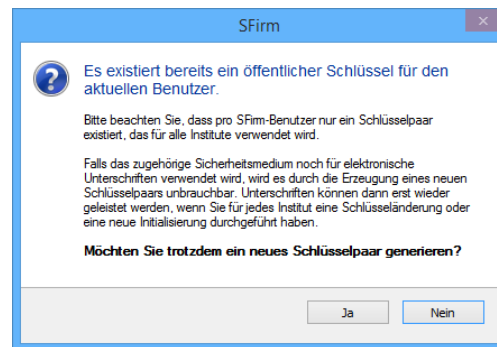 SFirm
Es existiert bereits ein öffentlicher Schlüssel für den
aktuellen Benutzer.
Bitte beachten Sie, dass pro SFirm-Benutzer nur ein Schlüsselpaar
existiert, das für alle Institute verwendet wird.
Falls das zugehörige Sicherheitsmedium noch für elektronische
Unterschriften verwendet wird, wird es durch die Erzeugung eines neuen
Schlüsselpaars unbrauchbar. Unterschriften können dann erst wieder
geleistet werden, wenn Sie für jedes Institut eine Schlüsseländerung oder
eine neue Initialisierung durchgeführt haben.
Möchten Sie trotzdem ein neues Schlüsselpaar generieren?
Ja
Nein